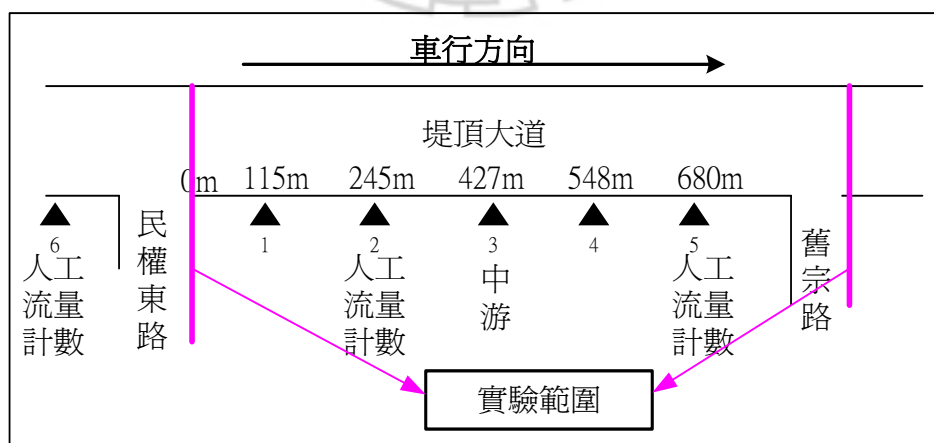 車行方向
堤頂大道
0m 115m 245m 427m 548m 680m
6 1 2 3 4 5
人工流量計數
民權東路
人工流量計數
中游
人工流量計數
舊宗路
實驗範圍